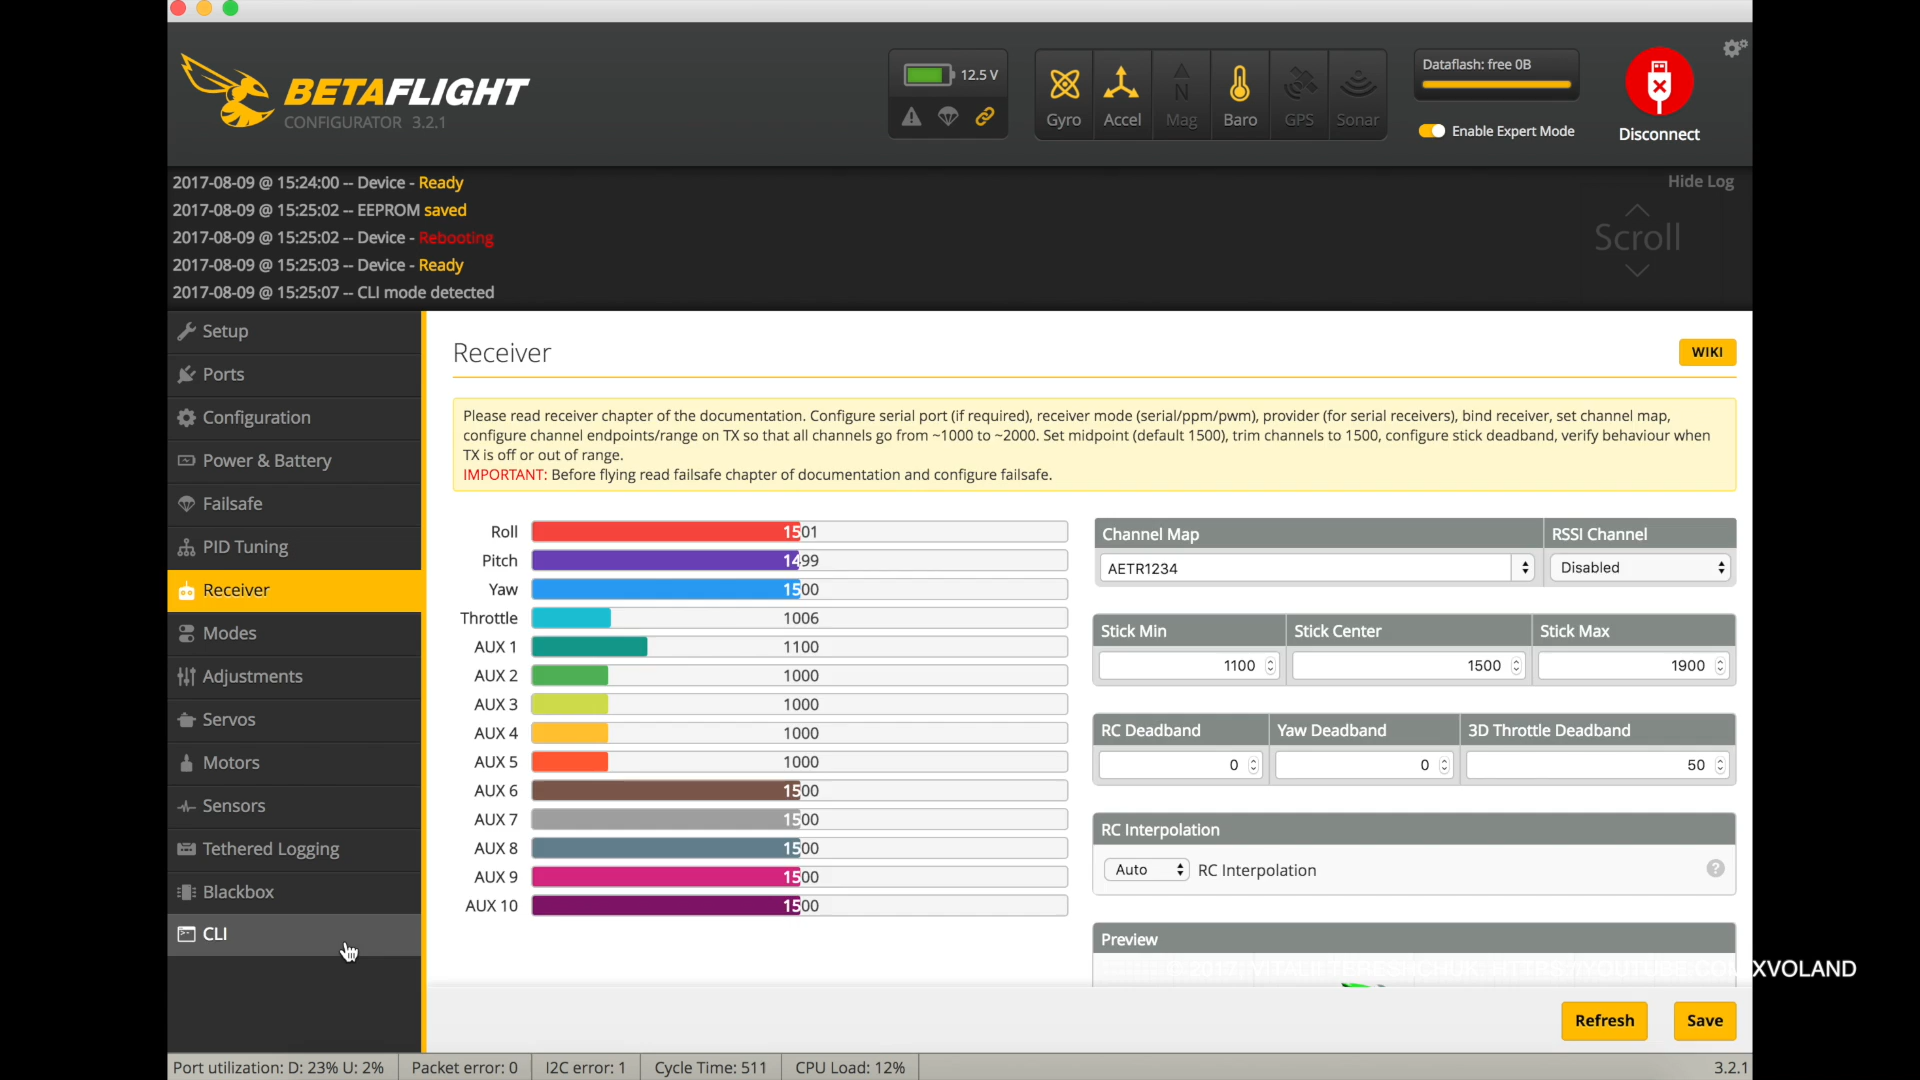 BETAFLIGHT
CONFIGURATOR 3.2.1
12.5 V
Gyro
Accel
N
Mag
Baro
GPS
Sonar
Dataflash: free 0B
Enable Expert Mode
Disconnect
2017-08-09 @ 15:24:00 -- Device - Ready
2017-08-09 @ 15:25:02 -- EEPROM saved
2017-08-09 @ 15:25:02 -- Device - Rebooting
2017-08-09 @ 15:25:03 -- Device - Ready
2017-08-09 @ 15:25:07 -- CLI mode detected
Hide Log
Scroll
Setup
Ports
Configuration
Power & Battery
Failsafe
PID Tuning
Receiver
Modes
Adjustments
Servos
Motors
Sensors
Tethered Logging
Blackbox
CLI
Receiver
WIKI
Please read receiver chapter of the documentation. Configure serial port (if required), receiver mode (serial/ppm/pwm), provider (for serial receivers), bind receiver, set channel map,
configure channel endpoints/range on TX so that all channels go from ~1000 to ~2000. Set midpoint (default 1500), trim channels to 1500, configure stick deadband, verify behaviour when
TX is off or out of range.
IMPORTANT: Before flying read failsafe chapter of documentation and configure failsafe.
Roll 1501
Pitch 1499
Yaw 1500
Throttle 1006
AUX 1 1100
AUX 2 1000
AUX 3 1000
AUX 4 1000
AUX 5 1000
AUX 6 1500
AUX 7 1500
AUX 8 1500
AUX 9 1500
AUX 10 1500
Channel Map RSSI Channel
AETR1234 Disabled
Stick Min Stick Center Stick Max
1100 1500 1900
RC Deadband Yaw Deadband 3D Throttle Deadband
0 0 50
RC Interpolation
Auto RC Interpolation ?
Preview
© 2017, VITALII TERESHCHUK, HTTPS://YOUTUBE.COM/XVOLAND
Refresh Save
Port utilization: D: 23% U: 2% Packet error: 0 I2C error: 1 Cycle Time: 511 CPU Load: 12% 3.2.1